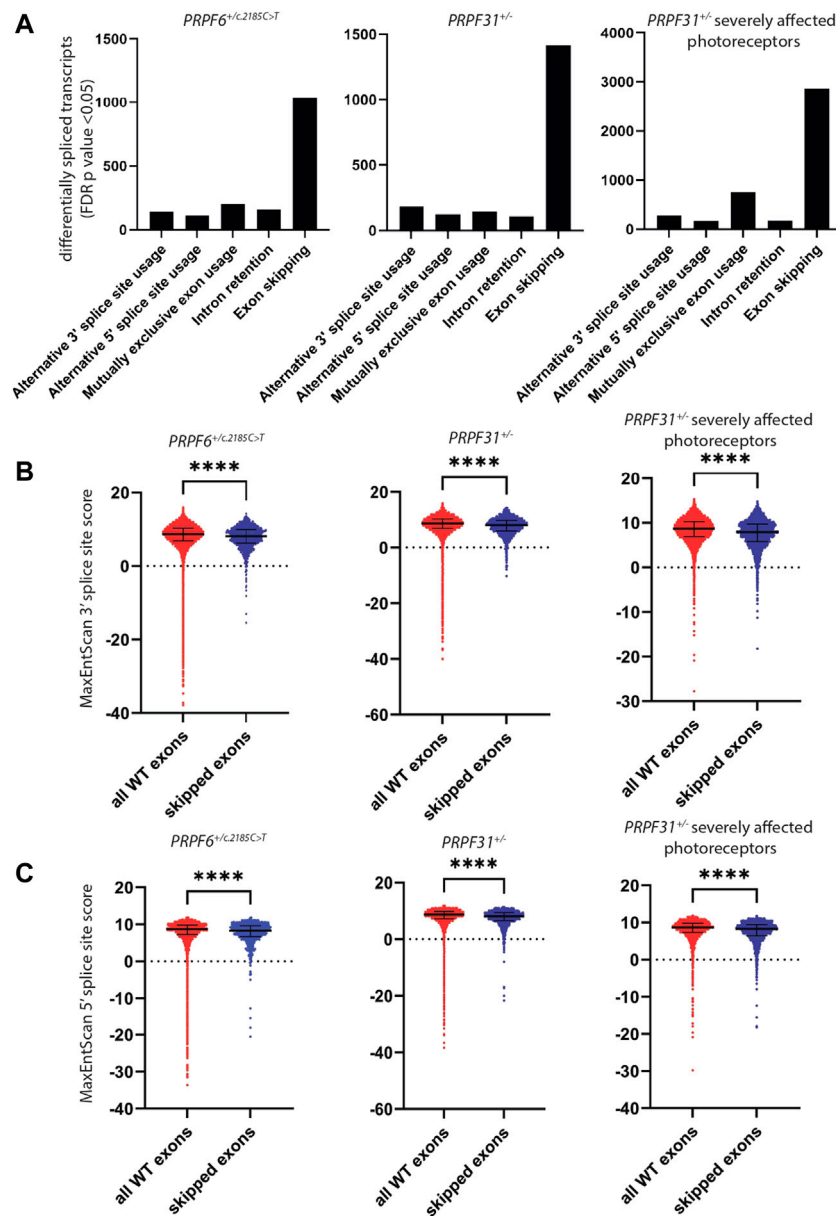 A
PRPF6+/c.2185C>T
PRPF31+/-
PRPF31+/- severely affected
photoreceptors
differentially spliced transcripts
(FDR p value <0.05)
1500
1000
500
0
Alternative 3' splice site usage
Alternative 5' splice site usage
Mutually exclusive exon usage
Intron retention
Exon skipping
1500
1000
500
0
Alternative 3' splice site usage
Alternative 5' splice site usage
Mutually exclusive exon usage
Intron retention
Exon skipping
4000
3000
2000
1000
0
Alternative 3' splice site usage
Alternative 5' splice site usage
Mutually exclusive exon usage
Intron retention
Exon skipping
B
PRPF6+/c.2185C>T
PRPF31+/-
PRPF31+/- severely affected
photoreceptors
MaxEntScan 3' splice site score
****
20
0
-20
-40
all WT exons
skipped exons
****
20
0
-20
-40
-60
all WT exons
skipped exons
****
20
10
0
-10
-20
-30
all WT exons
skipped exons
C
PRPF6+/c.2185C>T
PRPF31+/-
PRPF31+/- severely affected
photoreceptors
MaxEntScan 5' splice site score
****
20
10
0
-10
-20
-30
-40
all WT exons
skipped exons
****
20
0
-20
-40
-60
all WT exons
skipped exons
****
20
10
0
-10
-20
-30
-40
all WT exons
skipped exons